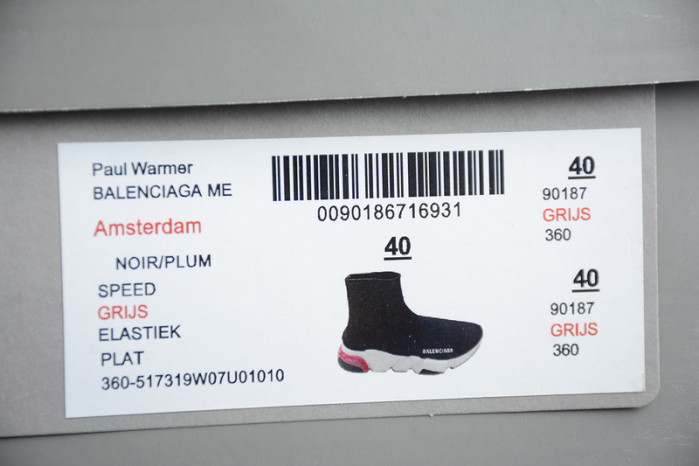 Paul Warmer
BALENCIAGA ME
Amsterdam
NOIR/PLUM
SPEED
GRIJS
ELASTIEK
PLAT
360-517319W07U01010
0090186716931
40
BALENCIAGA
40
90187
GRIJS
360
40
90187
GRIJS
360